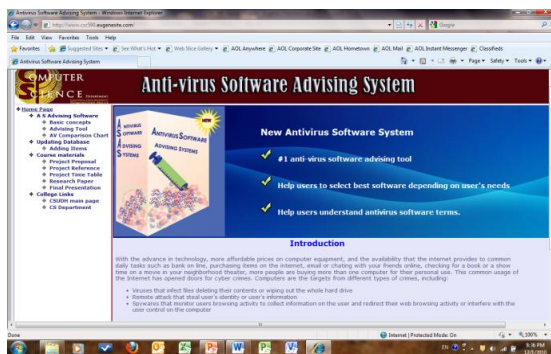 Antivirus Software Advising System - Windows Internet Explorer
File Edit View Favorites Tools Help
Favorites Suggested Sites See What's Hot Web Slice Gallery AOL Anywhere AOL Corporate Site AOL Hometown AOL Mail AOL Instant Messenger Classifieds
Antivirus Software Advising System
Page Safety Tools
COMPUTER
SCIENCE
Anti-virus Software Advising System
Home Page
A S Advising Software
Basic concepts
Advising Tool
AV Comparison Chart
Updating Database
Adding Items
Course materials
Project Proposal
Project Reference
Project Time Table
Research Paper
Final Presentation
College Links
CSUDH main page
CS Department
ANTIVIRUS SOFTWARE
ADVISING SYSTEMS
NEW
New Antivirus Software System
#1 anti-virus software advising tool
Help users to select best software depending on user's needs
Help users understand antivirus software terms.
Introduction
With the advance in technology, more affordable prices on computer equipment, and the availability that the internet provides to common
daily tasks such as bank on line, purchasing items on the internet, email or chatting with your friends online, checking for a book or a show
time on a movie in your neighborhood theater, more people are buying more than one computer for their personal use. This common usage of
the Internet has opened doors for cyber crimes. Computers are the targets from different types of crimes, including:
Viruses that infect files deleting their contents or wiping out the whole hard drive
Remote attack that steal user's identity or user's information
Spywares that monitor users browsing activity to collect information on the user and redirect their web browsing activity or interfere with the
user control on the computer
Done
Internet | Protected Mode: On
100%
EN
8:36 PM